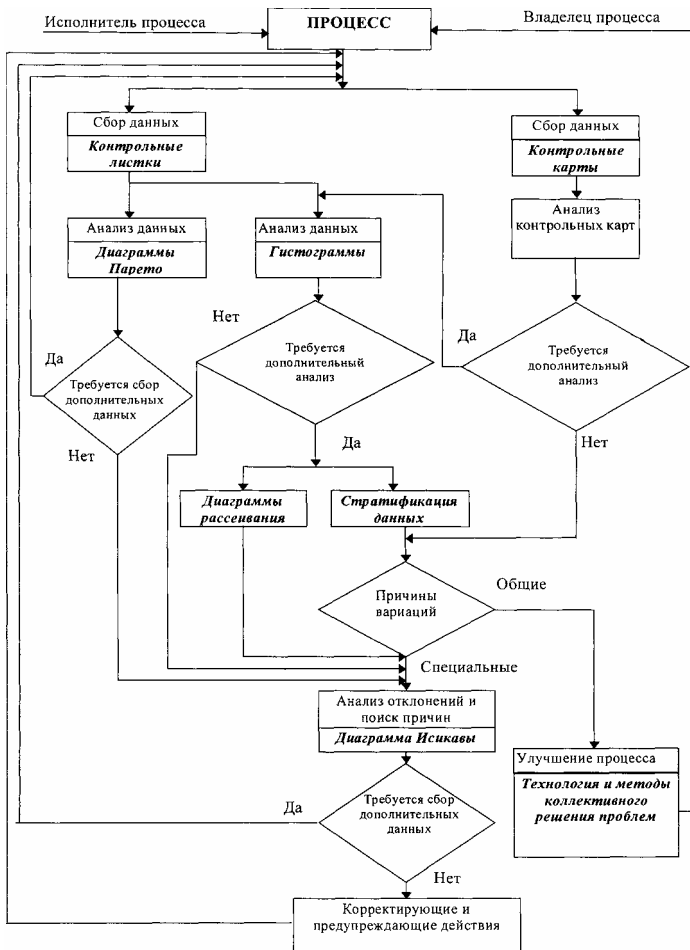 Исполнитель процесса
ПРОЦЕСС
Владелец процесса
Сбор данных
Контрольные
листки
Сбор данных
Контрольные
карты
Анализ данных
Диаграммы
Парето
Анализ данных
Гистограммы
Анализ
контрольных карт
Нет
Да
Да
Требуется сбор
дополнительных
данных
Требуется
дополнительный
анализ
Требуется
дополнительный
анализ
Нет
Да
Нет
Диаграммы
рассеивания
Стратификация
данных
Причины
вариаций
Общие
Специальные
Анализ отклонений и
поиск причин
Диаграмма Исикавы
Улучшение процесса
Технология и методы
коллективного
решения проблем
Да
Требуется сбор
дополнительных
данных
Нет
Корректирующие и
предупреждающие действия